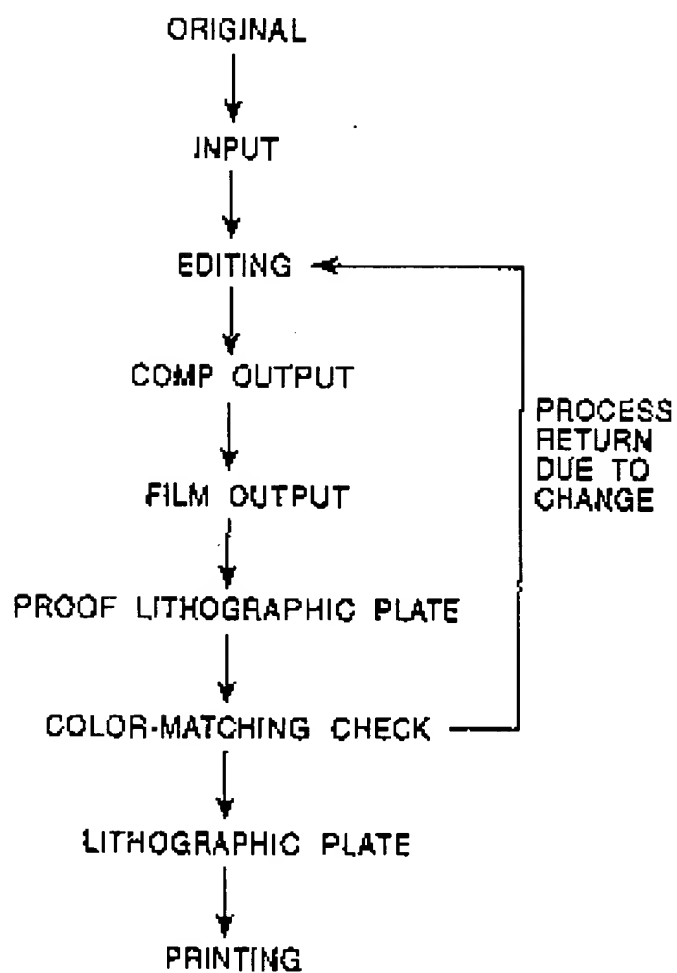 ORIGINAL
INPUT
EDITING
COMP OUTPUT
PROCESS
RETURN
DUE TO
CHANGE
FILM OUTPUT
PROOF LITHOGRAPHIC PLATE
COLOR-MATCHING CHECK
LITHOGRAPHIC PLATE
PRINTING